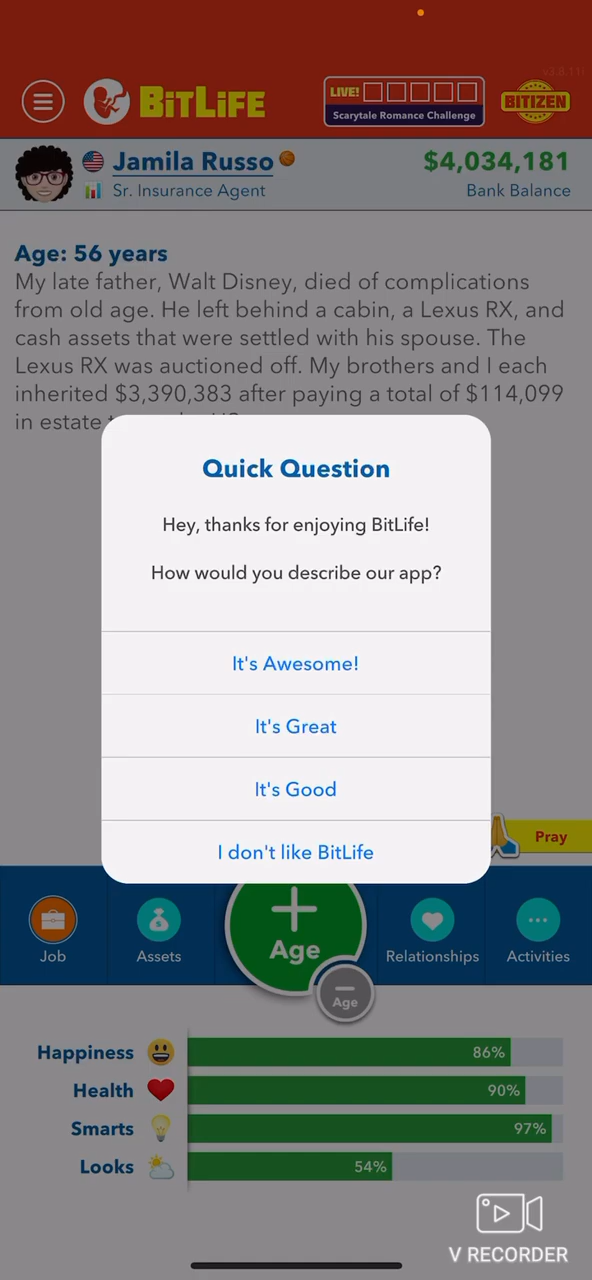 v3.8.11
BiTLiFE
LIVE!
Scarytale Romance Challenge
BITIZEN
Jamila Russo
$4,034,181
Sr. Insurance Agent
Bank Balance
Age: 56 years
My late father, Walt Disney, died of complications
from old age. He left behind a cabin, a Lexus RX, and
cash assets that were settled with his spouse. The
Lexus RX was auctioned off. My brothers and I each
inherited $3,390,383 after paying a total of $114,099
in estate
Quick Question
Hey, thanks for enjoying BitLife!
How would you describe our app?
It's Awesome!
It's Great
It's Good
I don't like BitLife
Pray
Job
Assets
Age
Age
Relationships
Activities
Happiness
86%
Health
90%
Smarts
97%
Looks
54%
V RECORDER